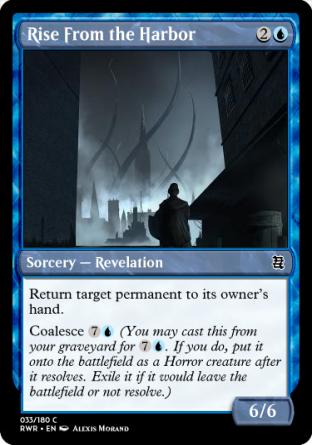 Rise From the Harbor 2
Sorcery — Revelation
Return target permanent to its owner's
hand.
Coalesce 7 (You may cast this from
your graveyard for 7 . If you do, put it
onto the battlefield as a Horror creature after
it resolves. Exile it if it would leave the
battlefield or not resolve.)
6/6
033/180 C
RWR • EN Alexis Morand